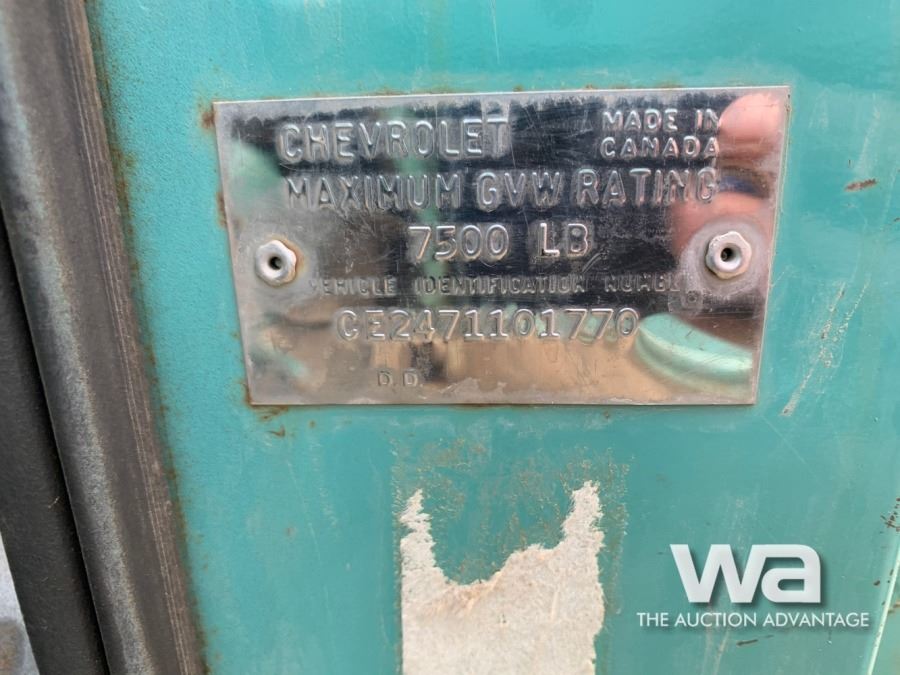 CHEVROLET MADE IN CANADA
MAXIMUM GVW RATING
7500 LB
VEHICLE IDENTIFICATION NUMBER
CE2471101770
D.D.
wa
THE AUCTION ADVANTAGE